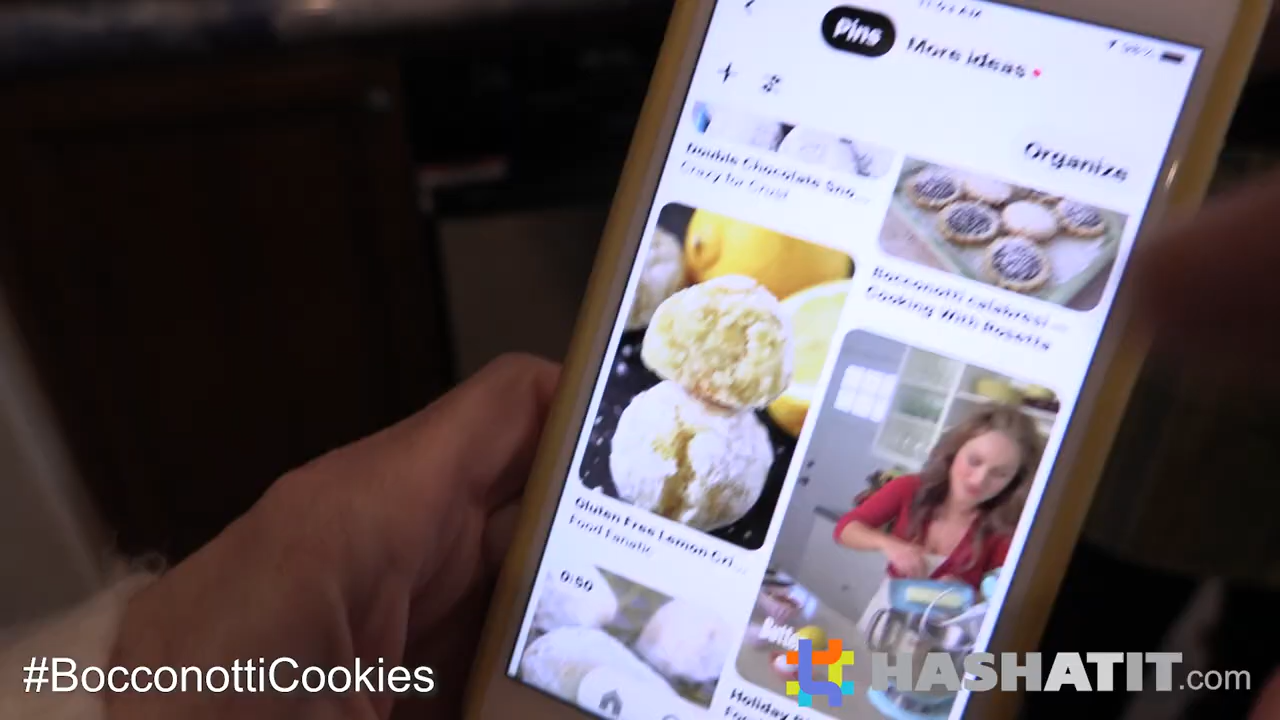 Pins
More ideas
Organize
Double Chocolate Sno...
Crazy for Crust
Bocconotti calabresi ...
Cooking With Rosetta
Gluten Free Lemon Cri...
Food Fanatic
0:50
Holiday
#BocconottiCookies
HASHATIT.com